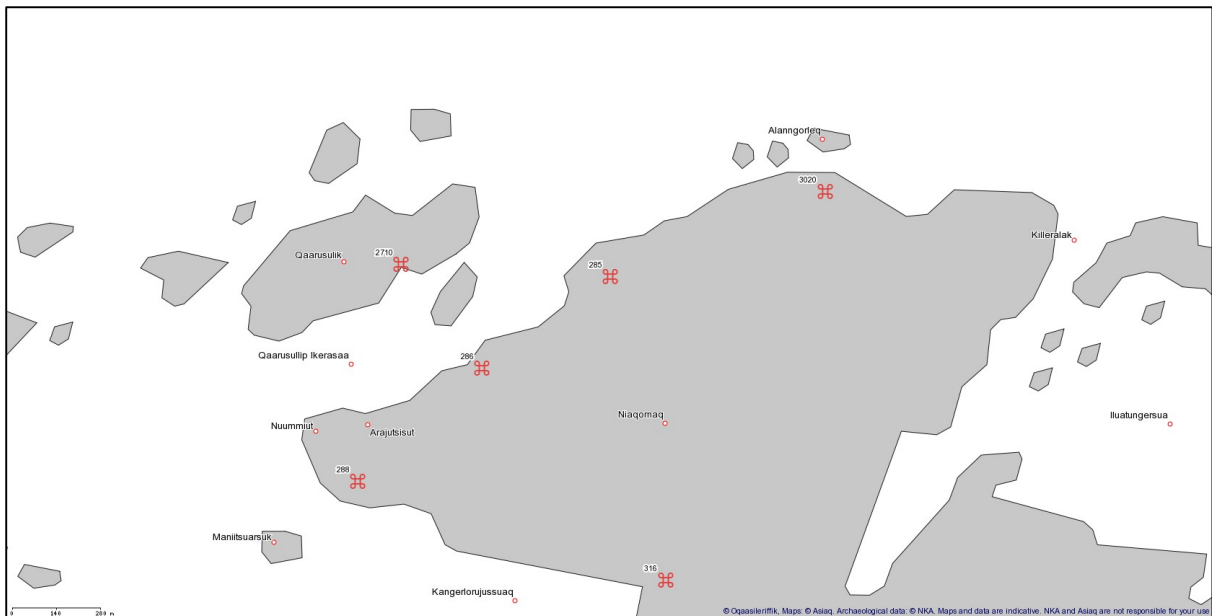 Alanngorleq
3020
Killeralak
2710
Qaarusulik
285
Qaarusullip Ikerasaa
286
Nuummiut
Arajutsisut
Niaqornaq
Iluatungersua
288
Maniitsuarsuk
316
Kangerlorujussuaq
0 140 280 m
© Oqaasileriffik, Maps: © Asiaq. Archaeological data: © NKA. Maps and data are indicative. NKA and Asiaq are not responsible for your use